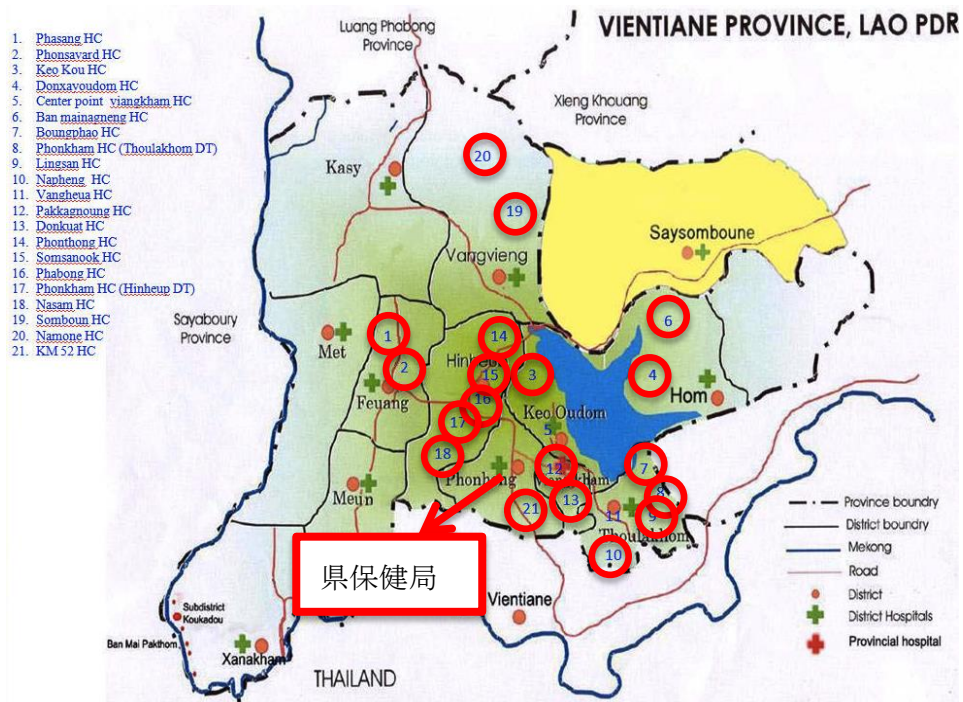 VIENTIANE PROVINCE, LAO PDR
1. Phasang HC
2. Phonsavard HC
3. Keo Kou HC
4. Donxavoudom HC
5. Center point viangkham HC
6. Ban mainagneng HC
7. Boungphao HC
8. Phonkham HC (Thoulakhom DT)
9. Lingsan HC
10. Napheng HC
11. Vangheua HC
12. Pakkagnoung HC
13. Donkuat HC
14. Phonthong HC
15. Somsanook HC
16. Phabong HC
17. Phonkham HC (Hinheup DT)
18. Nasam HC
19. Somboun HC
20. Namone HC
21. KM 52 HC
Luang Phabong
Province
Xieng Khouang
Province
Kasy
20
19
Saysomboune
Vangvieng
Sayaboury
Province
Met
1
14
6
2
15
3
4
Feuang
Hom
16
Keo Oudom
17
5
18
Phonhong
12
7
Meun
21
13
8
11
9
Thoulakhom
10
県保健局
Vientiane
Subdistrict
Koukadou
Ban Mai Pakthom
Xanakham
THAILAND
Province boundry
District boundry
Mekong
Road
District
District Hospitals
Provincial hospital